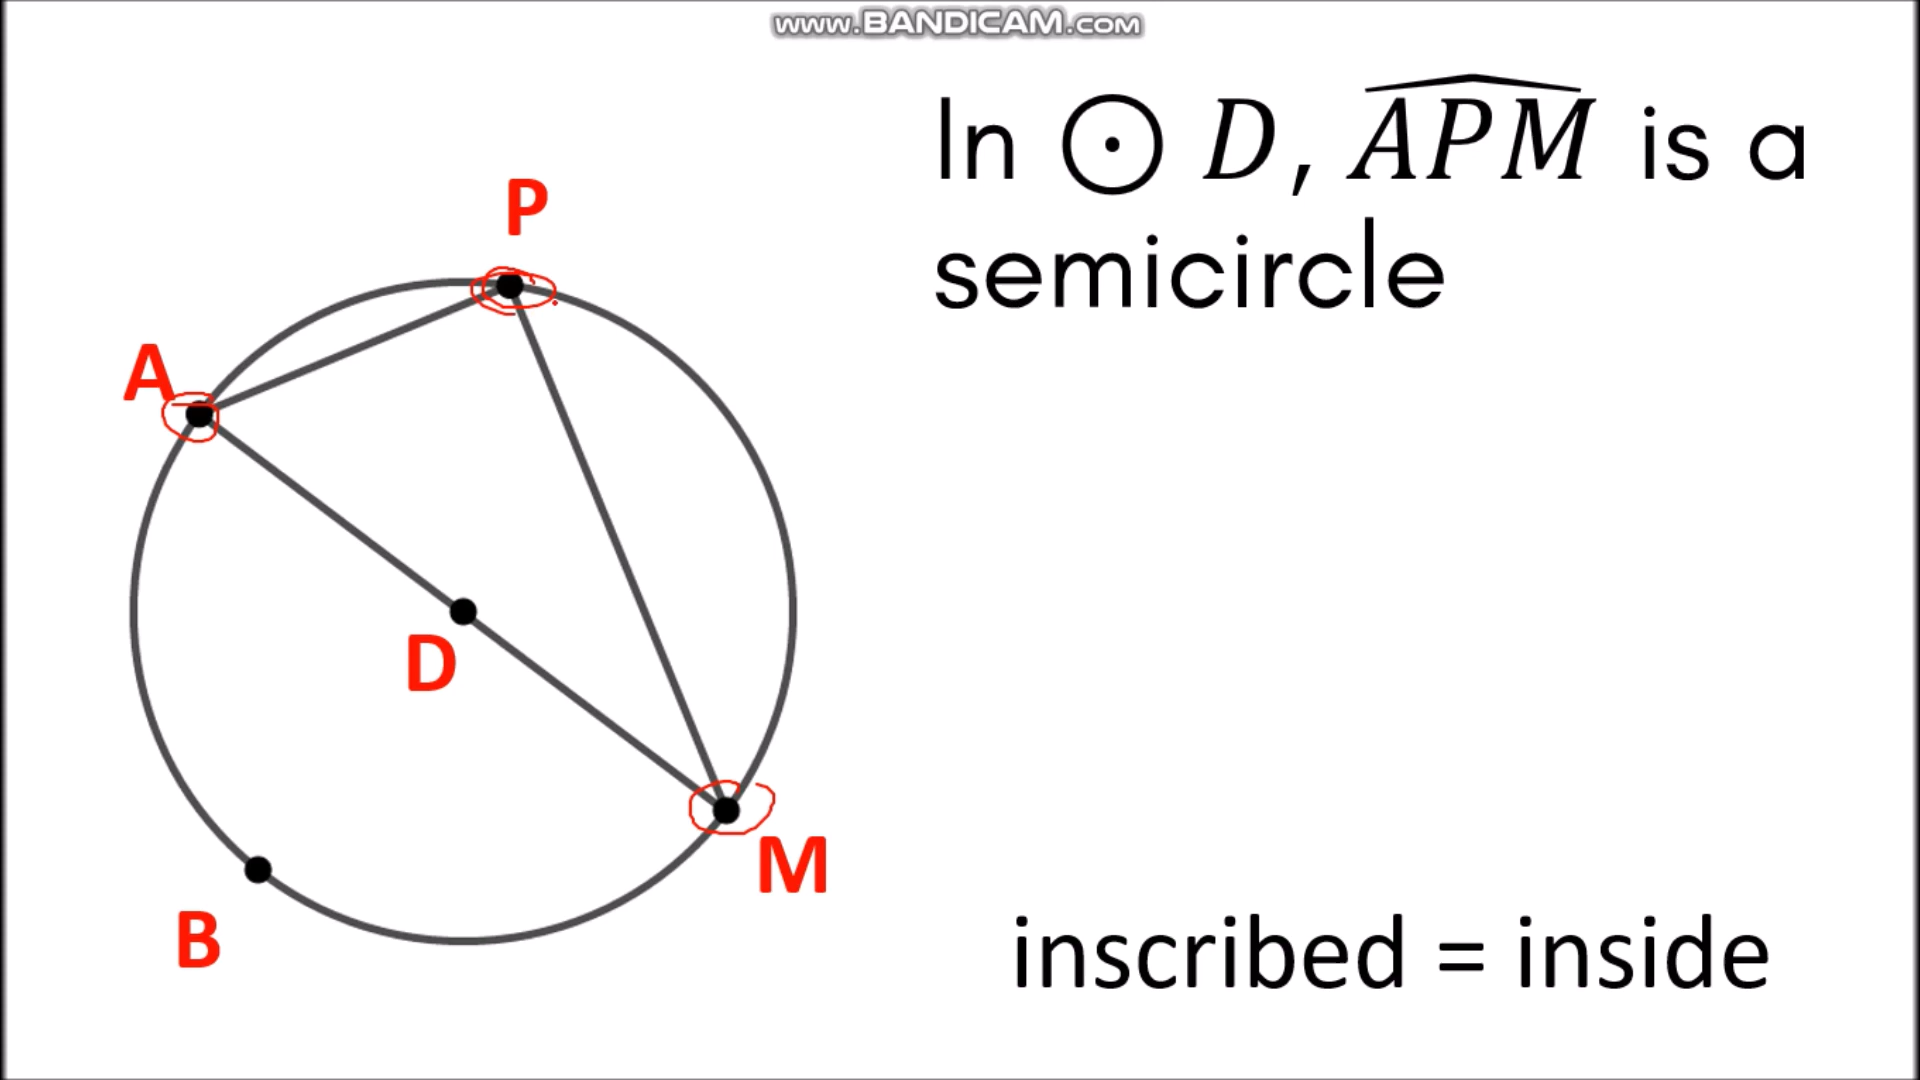 www.BANDICAM.com
In ⊙ D, APM is a
semicircle
P
A
D
M
B
inscribed = inside